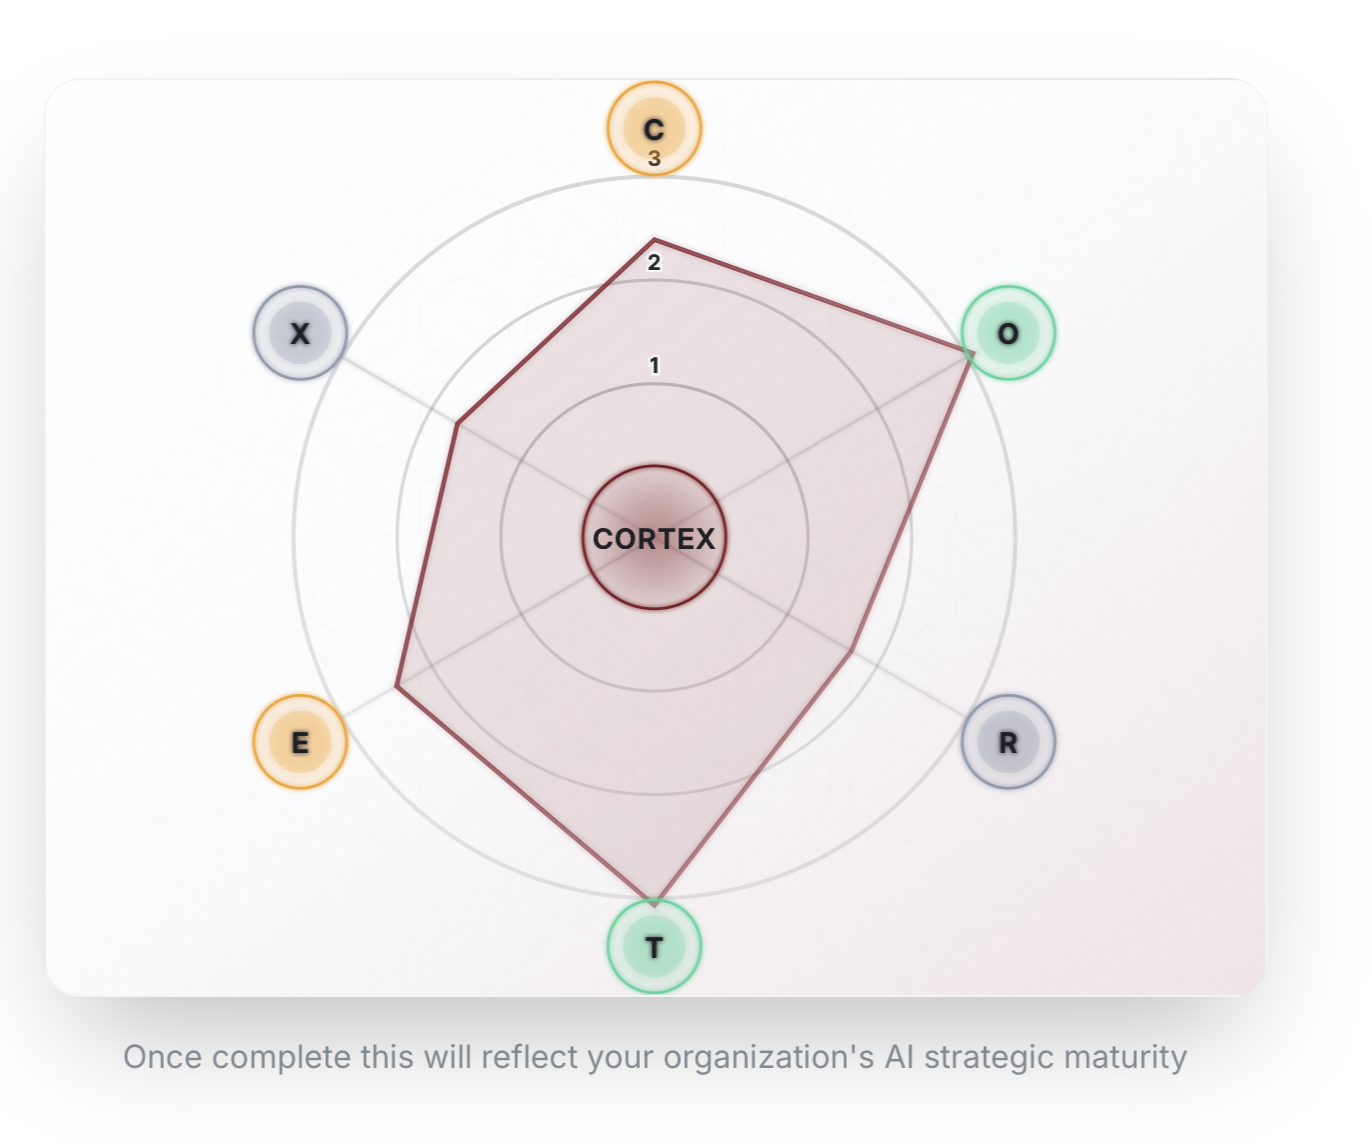 C
3
2
X
O
1
CORTEX
E
R
T
Once complete this will reflect your organization's AI strategic maturity